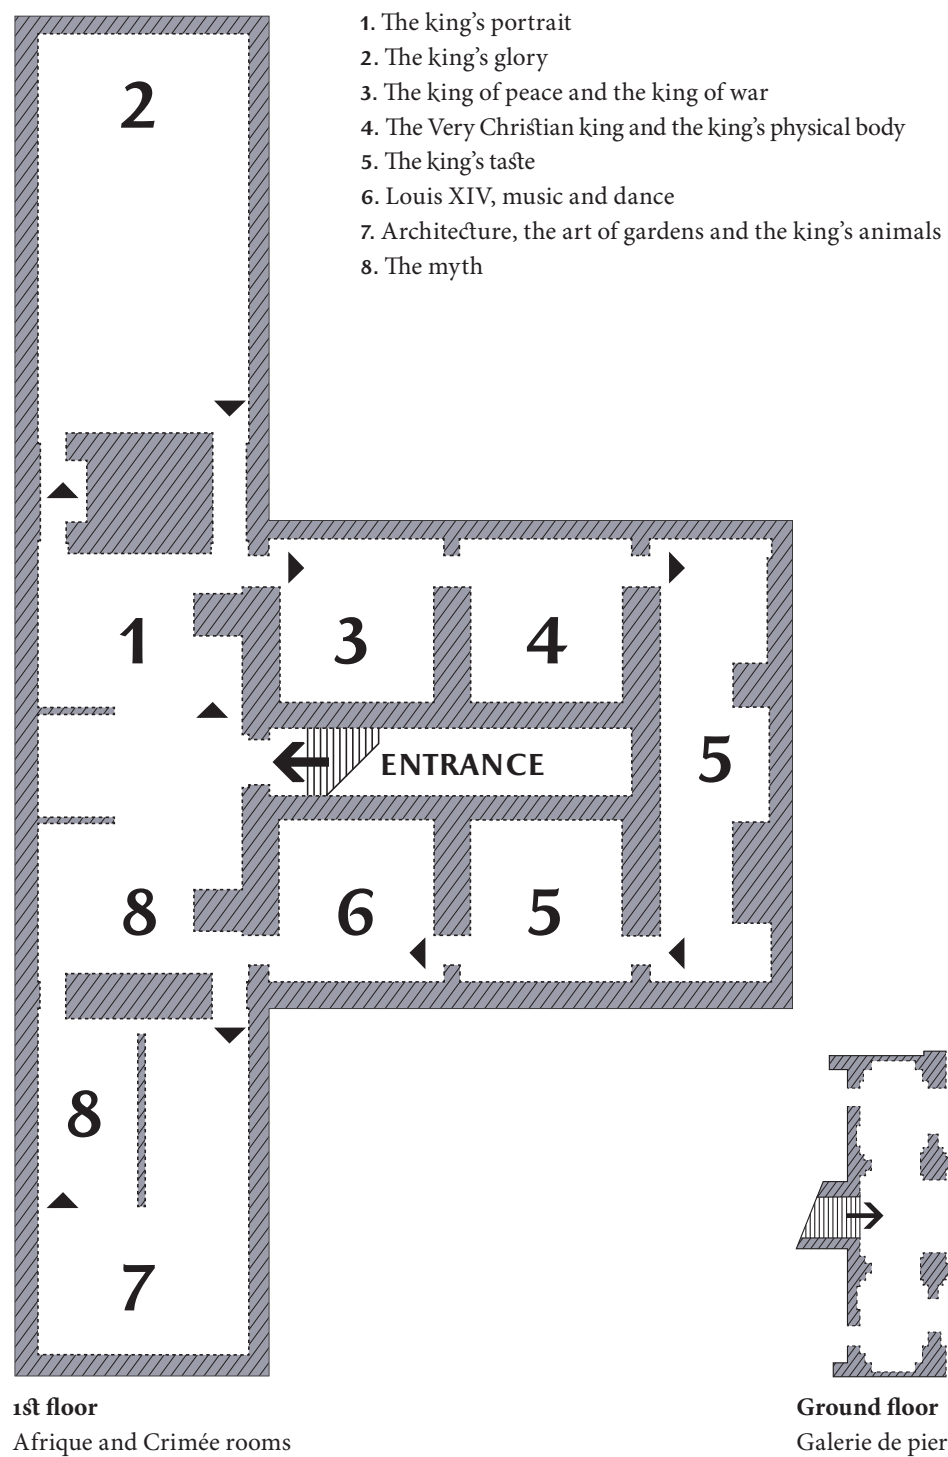 1. The king’s portrait
2. The king’s glory
3. The king of peace and the king of war
4. The Very Christian king and the king’s physical body
5. The king’s taste
6. Louis XIV, music and dance
7. Architecture, the art of gardens and the king’s animals
8. The myth
2
1
3
4
ENTRANCE
5
8
6
5
8
7
1st floor
Afrique and Crimée rooms
Ground floor
Galerie de pier